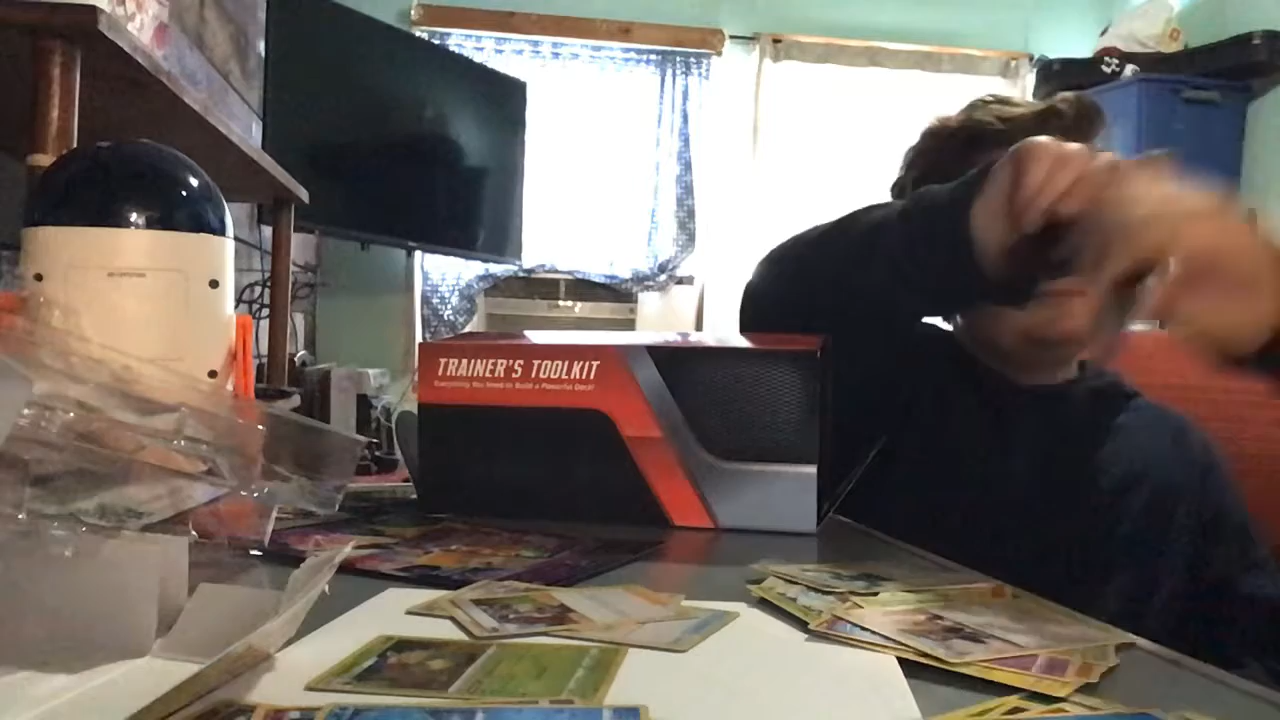 TRAINER'S TOOLKIT
Everything You Need to Build a Powerful Deck!